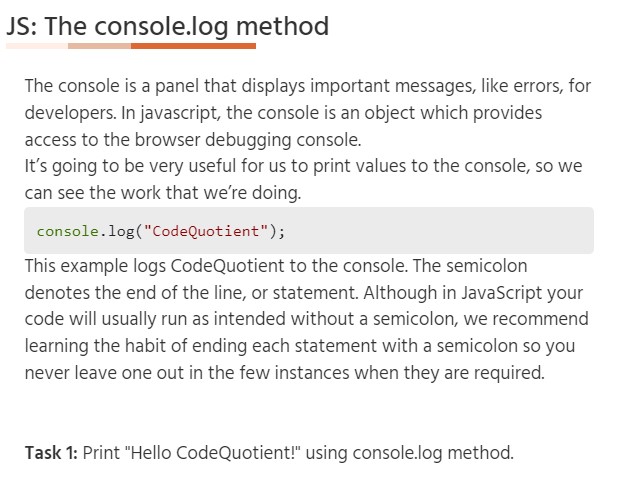 JS: The console.log method
The console is a panel that displays important messages, like errors, for
developers. In javascript, the console is an object which provides
access to the browser debugging console.
It’s going to be very useful for us to print values to the console, so we
can see the work that we’re doing.
console.log("CodeQuotient");
This example logs CodeQuotient to the console. The semicolon
denotes the end of the line, or statement. Although in JavaScript your
code will usually run as intended without a semicolon, we recommend
learning the habit of ending each statement with a semicolon so you
never leave one out in the few instances when they are required.
Task 1: Print "Hello CodeQuotient!" using console.log method.